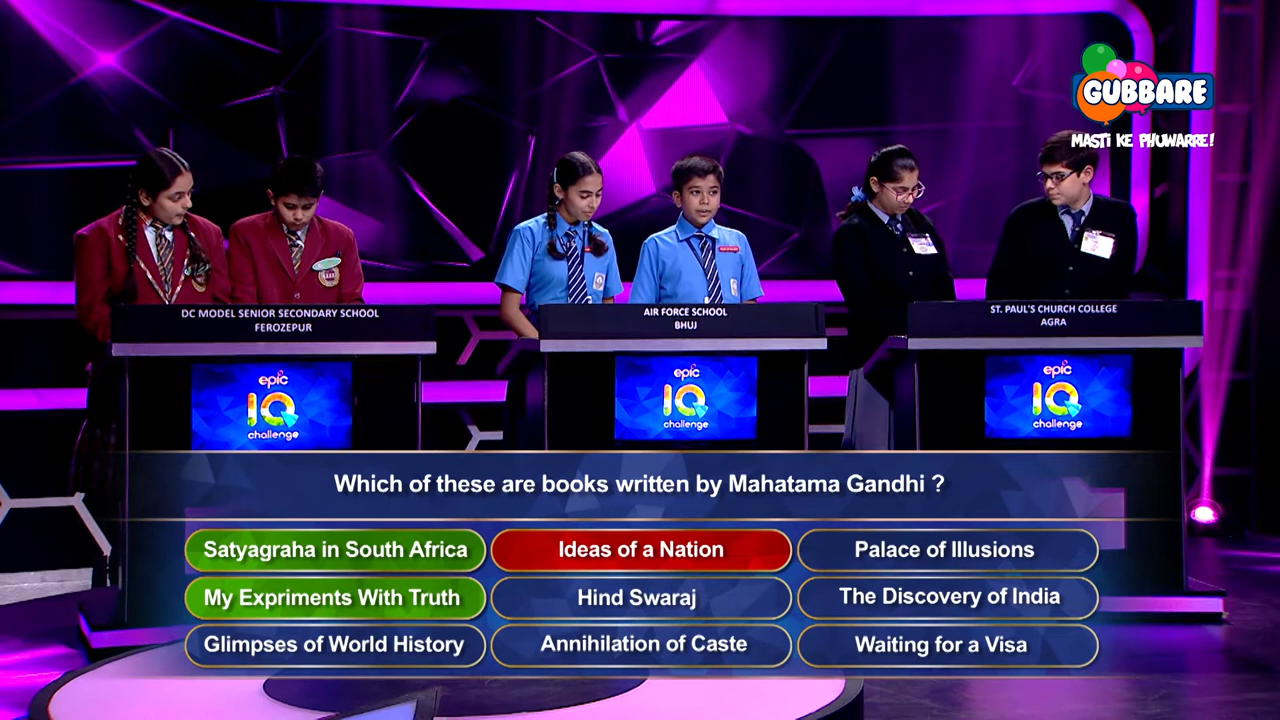 GUBBARE
MASTi KE PHUWARRE!
DC MODEL SENIOR SECONDARY SCHOOL
FEROZEPUR
AIR FORCE SCHOOL
BHUJ
ST. PAUL'S CHURCH COLLEGE
AGRA
epic
IQ
challenge
epic
IQ
challenge
epic
IQ
challenge
Which of these are books written by Mahatama Gandhi ?
Satyagraha in South Africa
Ideas of a Nation
Palace of Illusions
My Expriments With Truth
Hind Swaraj
The Discovery of India
Glimpses of World History
Annihilation of Caste
Waiting for a Visa